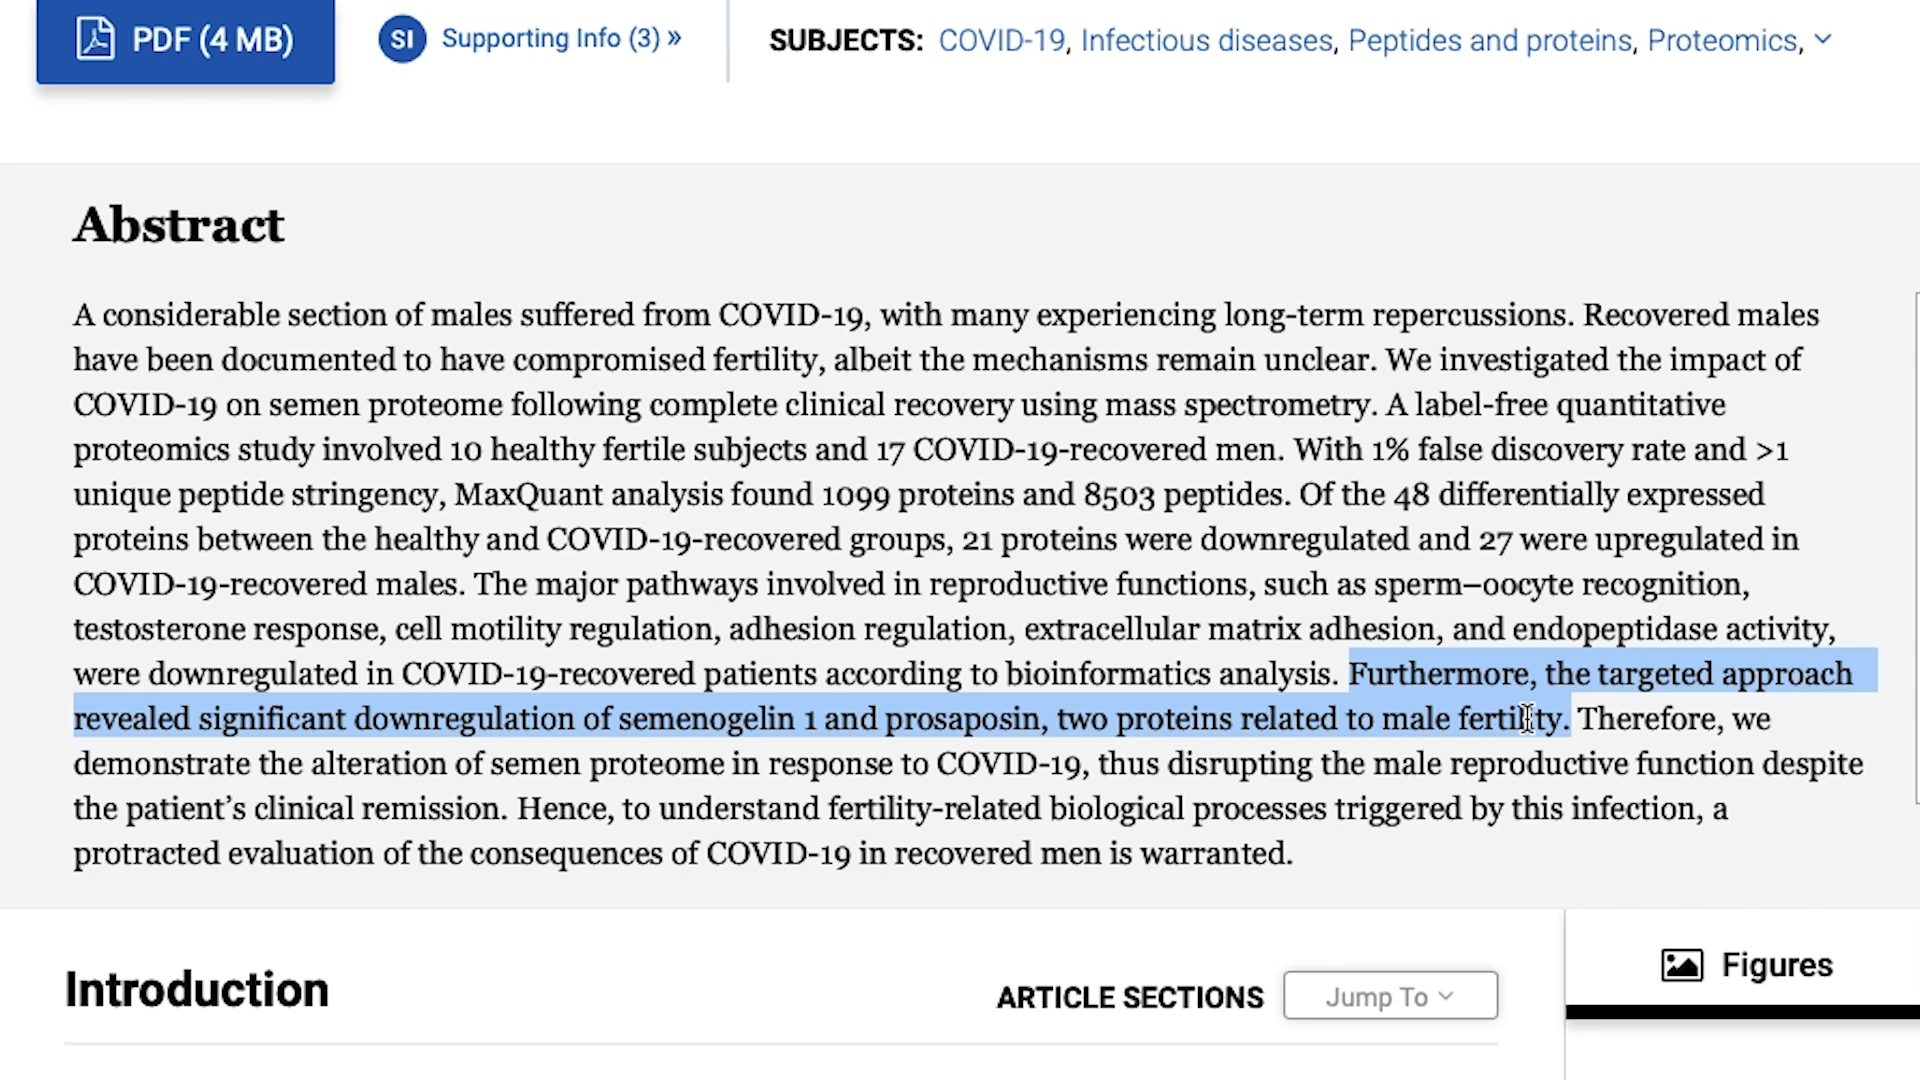 PDF (4 MB)
SI Supporting Info (3) »
SUBJECTS: COVID-19, Infectious diseases, Peptides and proteins, Proteomics,
Abstract
A considerable section of males suffered from COVID-19, with many experiencing long-term repercussions. Recovered males
have been documented to have compromised fertility, albeit the mechanisms remain unclear. We investigated the impact of
COVID-19 on semen proteome following complete clinical recovery using mass spectrometry. A label-free quantitative
proteomics study involved 10 healthy fertile subjects and 17 COVID-19-recovered men. With 1% false discovery rate and >1
unique peptide stringency, MaxQuant analysis found 1099 proteins and 8503 peptides. Of the 48 differentially expressed
proteins between the healthy and COVID-19-recovered groups, 21 proteins were downregulated and 27 were upregulated in
COVID-19-recovered males. The major pathways involved in reproductive functions, such as sperm–oocyte recognition,
testosterone response, cell motility regulation, adhesion regulation, extracellular matrix adhesion, and endopeptidase activity,
were downregulated in COVID-19-recovered patients according to bioinformatics analysis. Furthermore, the targeted approach
revealed significant downregulation of semenogelin 1 and prosaposin, two proteins related to male fertility. Therefore, we
demonstrate the alteration of semen proteome in response to COVID-19, thus disrupting the male reproductive function despite
the patient’s clinical remission. Hence, to understand fertility-related biological processes triggered by this infection, a
protracted evaluation of the consequences of COVID-19 in recovered men is warranted.
Introduction
ARTICLE SECTIONS
Jump To
Figures